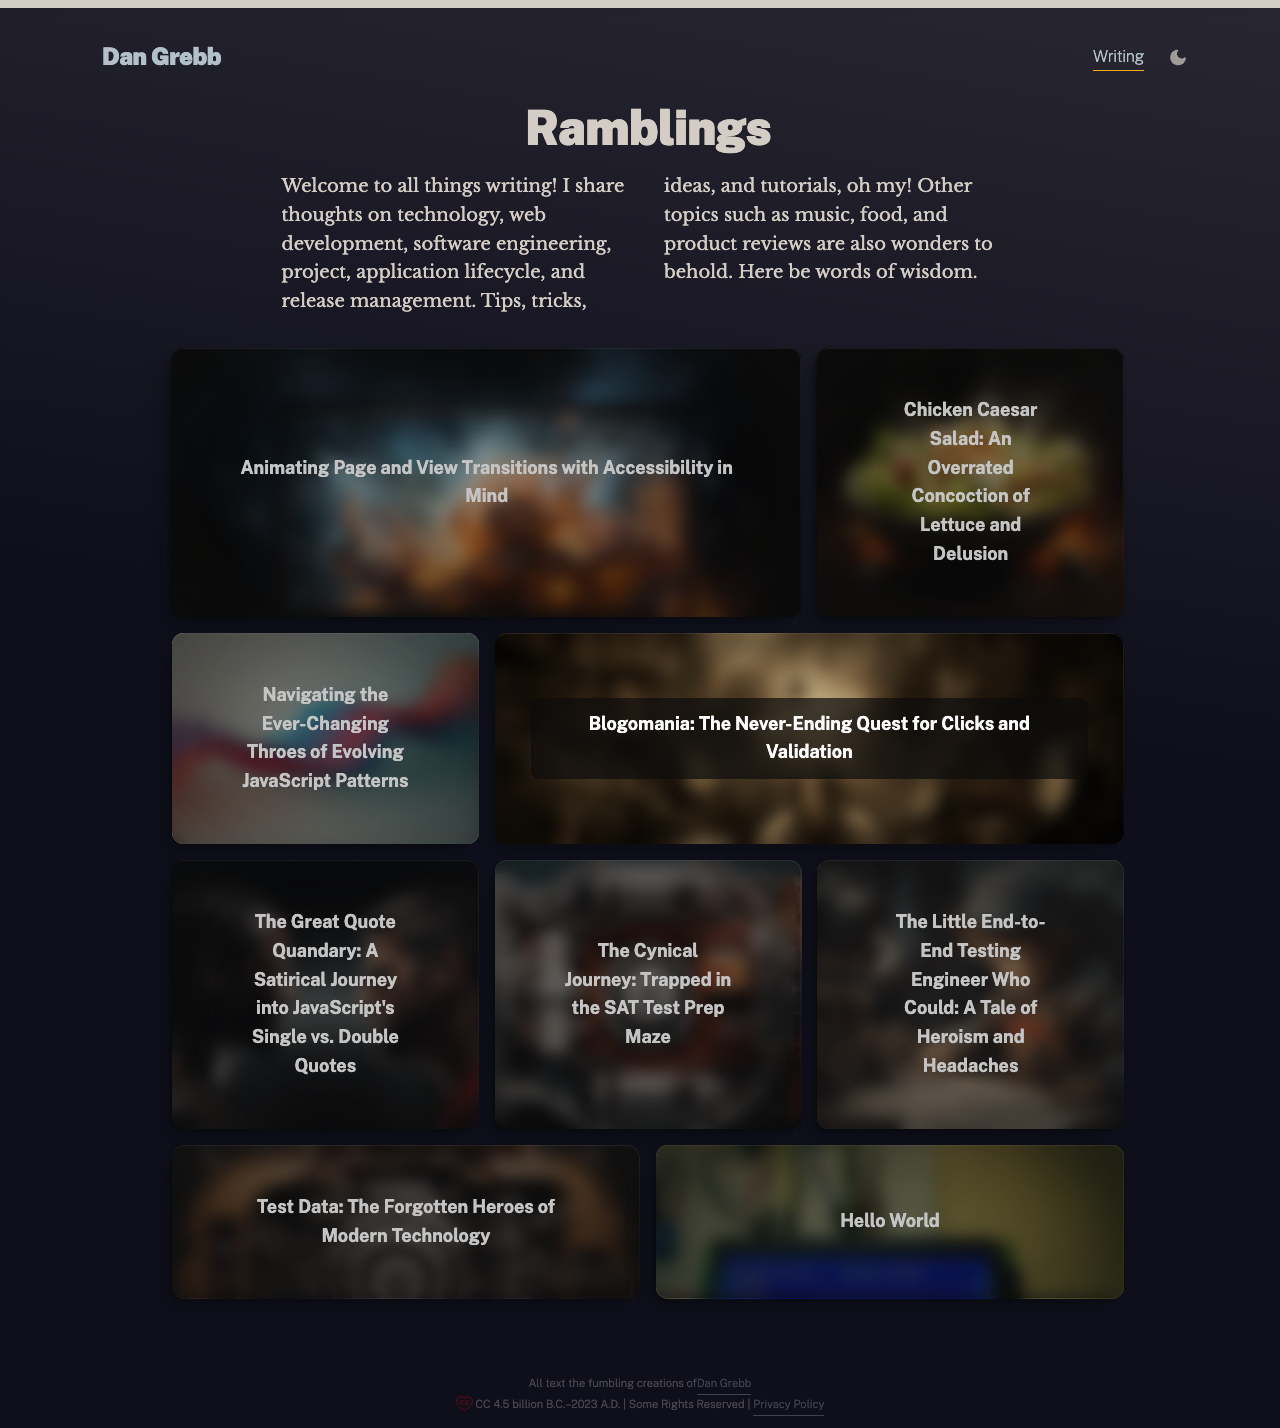 Dan Grebb
Writing
Ramblings
Welcome to all things writing! I share
thoughts on technology, web
development, software engineering,
project, application lifecycle, and
release management. Tips, tricks,
ideas, and tutorials, oh my! Other
topics such as music, food, and
product reviews are also wonders to
behold. Here be words of wisdom.
Animating Page and View Transitions with Accessibility in
Mind
Chicken Caesar
Salad: An
Overrated
Concoction of
Lettuce and
Delusion
Navigating the
Ever-Changing
Throes of Evolving
JavaScript Patterns
Blogomania: The Never-Ending Quest for Clicks and
Validation
The Great Quote
Quandary: A
Satirical Journey
into JavaScript's
Single vs. Double
Quotes
The Cynical
Journey: Trapped in
the SAT Test Prep
Maze
The Little End-to-
End Testing
Engineer Who
Could: A Tale of
Heroism and
Headaches
Test Data: The Forgotten Heroes of
Modern Technology
Hello World
All text the fumbling creations ofDan Grebb
CC 4.5 billion B.C.–2023 A.D. | Some Rights Reserved | Privacy Policy